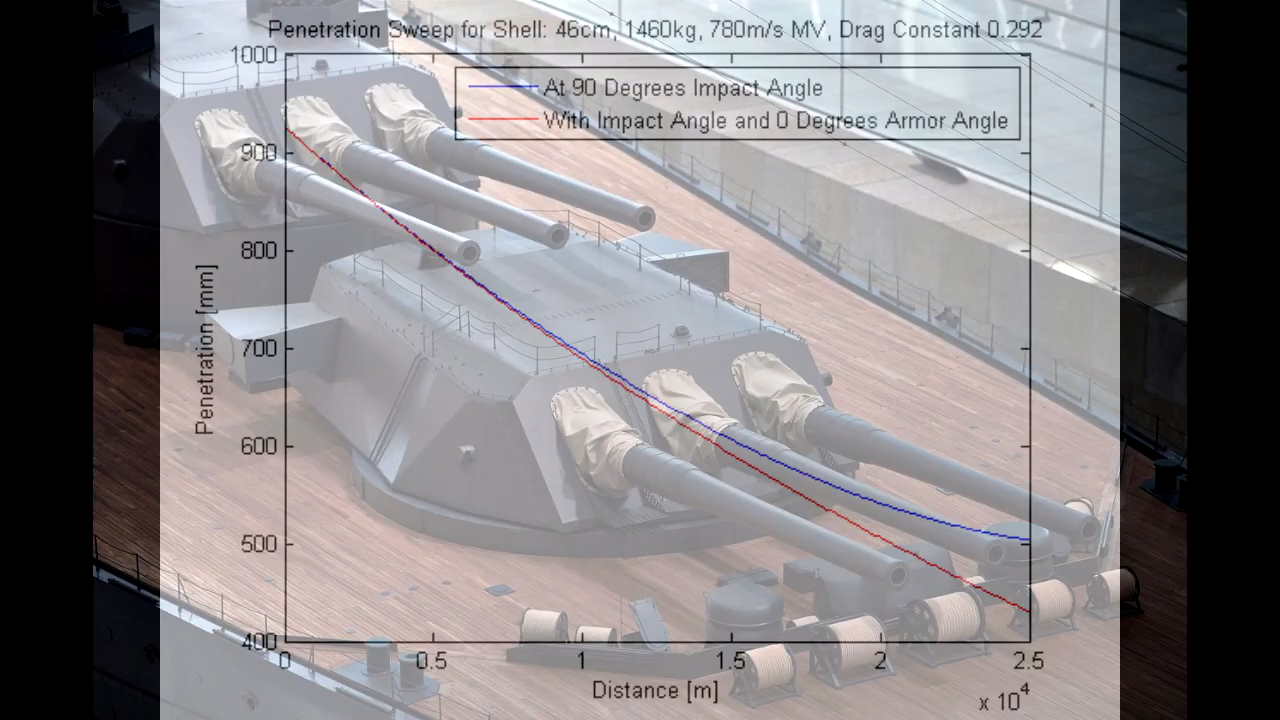 Penetration Sweep for Shell: 46cm, 1460kg, 780m/s MV, Drag Constant 0.292
At 90 Degrees Impact Angle
With Impact Angle and 0 Degrees Armor Angle
1000
900
800
700
600
500
400
Penetration [mm]
0 0.5 1 1.5 2 2.5
Distance [m]
x 10⁴